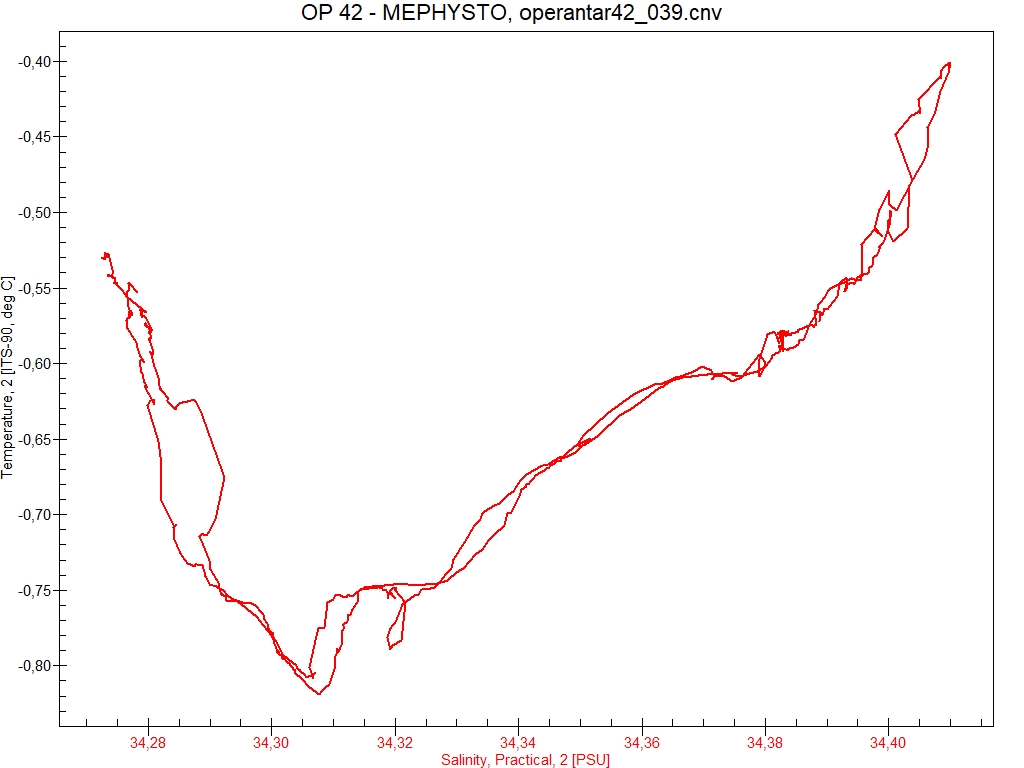 OP 42 - MEPHYSTO, operantar42_039.cnv
-0,40
-0,45
-0,50
-0,55
-0,60
-0,65
-0,70
-0,75
-0,80
Temperature, 2 [ITS-90, deg C]
34,28 34,30 34,32 34,34 34,36 34,38 34,40
Salinity, Practical, 2 [PSU]